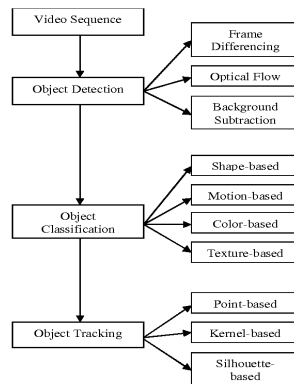 Video Sequence
Frame
Differencing
Object Detection
Optical Flow
Background
Subtraction
Object
Classification
Shape-based
Motion-based
Color-based
Texture-based
Object Tracking
Point-based
Kernel-based
Silhouette-
based